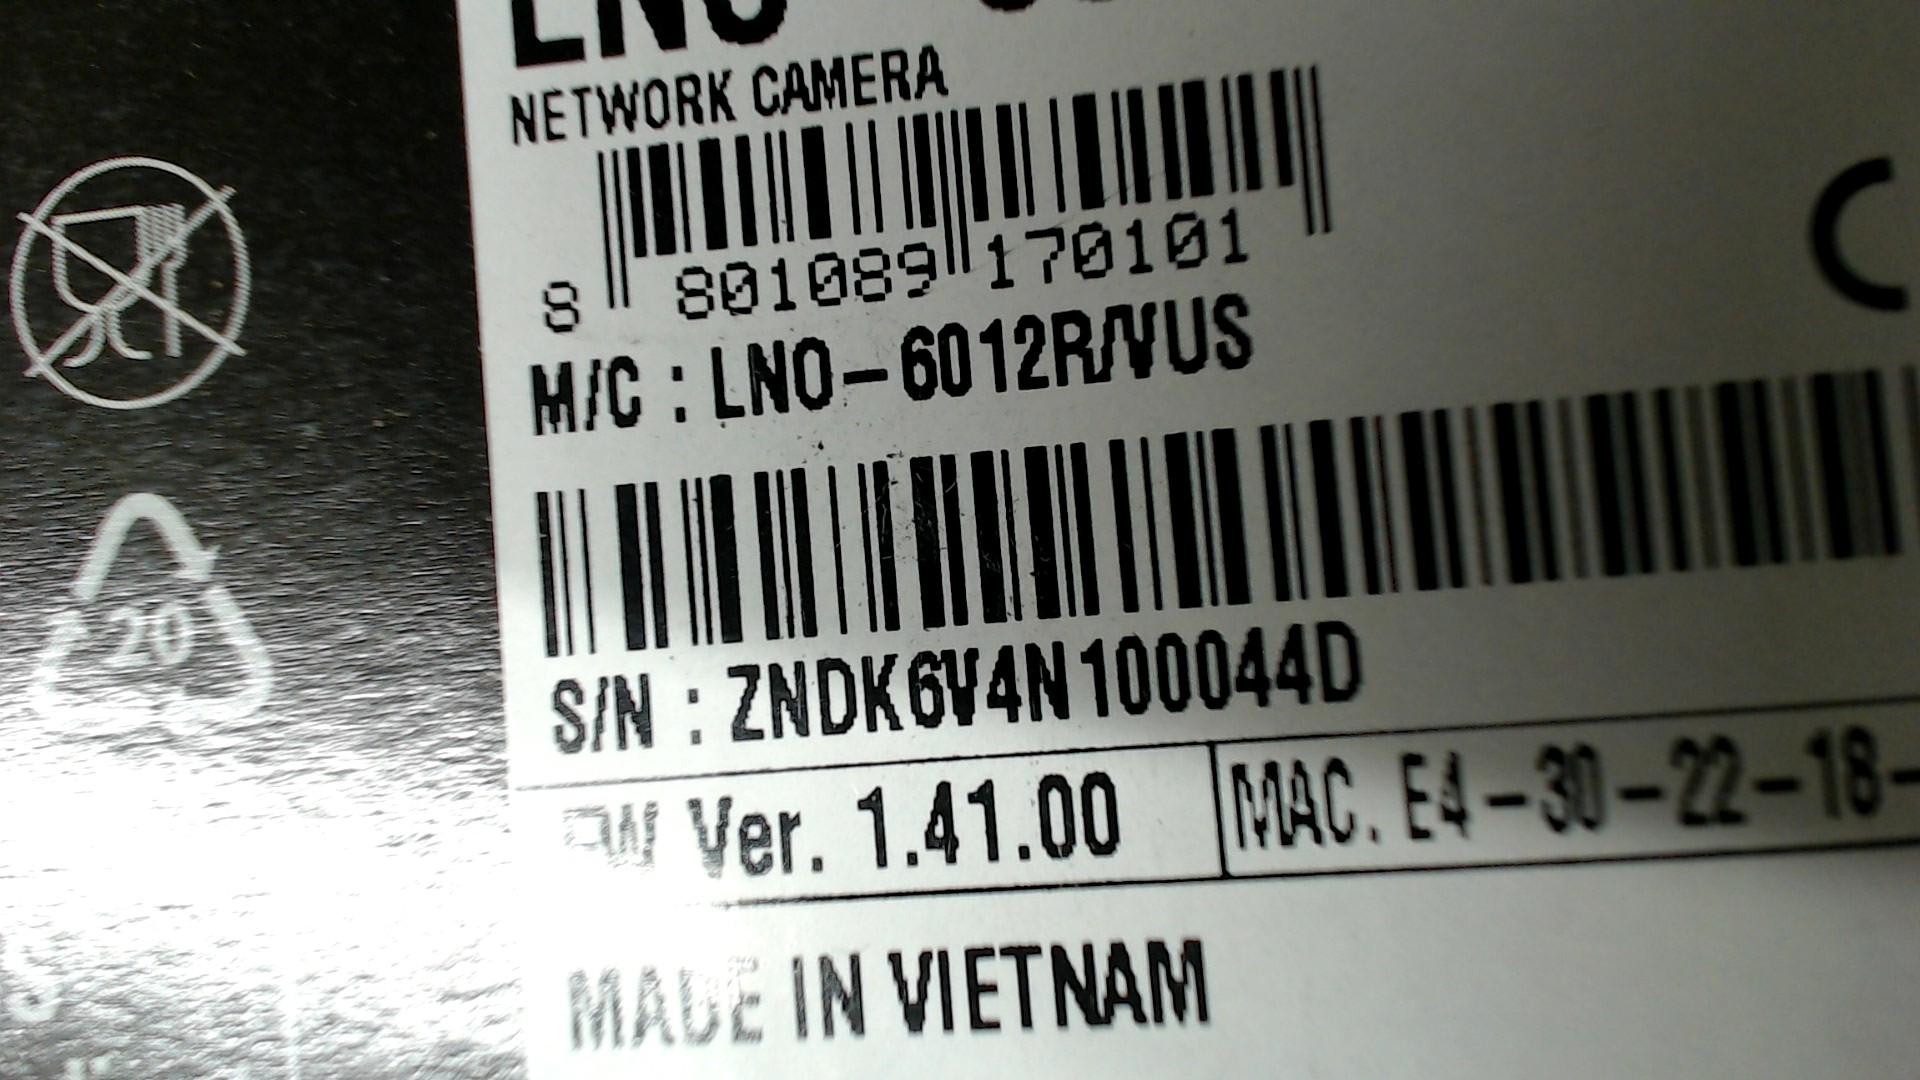 LNO-
NETWORK CAMERA
8 801089 170101
M/C : LNO-6012R/VUS
S/N : ZNDK6V4N100044D
F/W Ver. 1.41.00
MAC. E4-30-22-18-
MADE IN VIETNAM
20